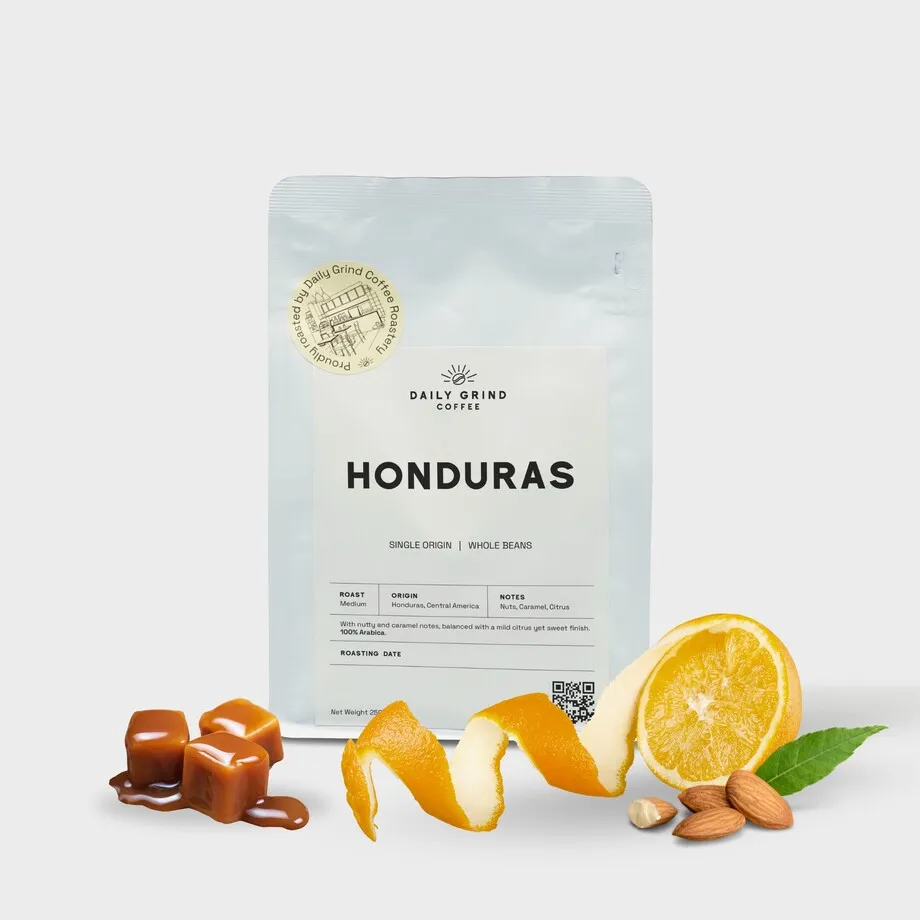 Proudly roasted by Daily Grind Coffee Roastery
DAILY GRIND
COFFEE
HONDURAS
SINGLE ORIGIN | WHOLE BEANS
ROAST
Medium
ORIGIN
Honduras, Central America
NOTES
Nuts, Caramel, Citrus
With nutty and caramel notes, balanced with a mild citrus yet sweet finish.
100% Arabica.
ROASTING DATE
Net Weight